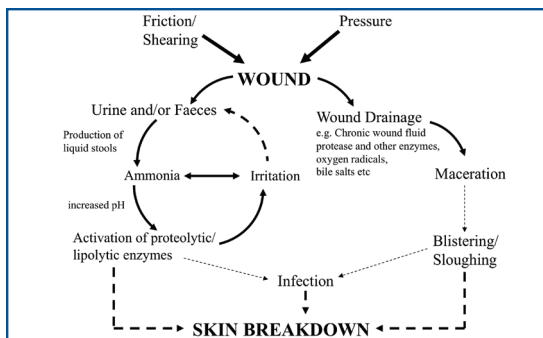 Friction/
Shearing
Pressure
WOUND
Urine and/or Faeces
Wound Drainage
e.g. Chronic wound fluid
protease and other enzymes,
oxygen radicals,
bile salts etc
Production of
liquid stools
Ammonia
Irritation
Maceration
increased pH
Activation of proteolytic/
lipolytic enzymes
Blistering/
Sloughing
Infection
SKIN BREAKDOWN